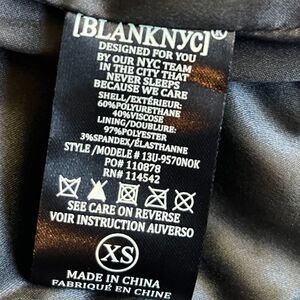 [BLANKNYC]®
DESIGNED FOR YOU
BY OUR NYC TEAM
IN THE CITY THAT
NEVER SLEEPS
BECAUSE WE CARE
SHELL/EXTÉRIEUR:
60%POLYURETHANE
40%VISCOSE
LINING/DOUBLURE:
97%POLYESTER
3%SPANDEX/ÉLASTHANNE
STYLE /MODELE # 13U-9570NOK
PO# 110878
RN# 114542
CARE SEE ON REVERSE
VOIR INSTRUCTION AUVERSO
XS
MADE IN CHINA
FABRIQUÉ EN CHINE